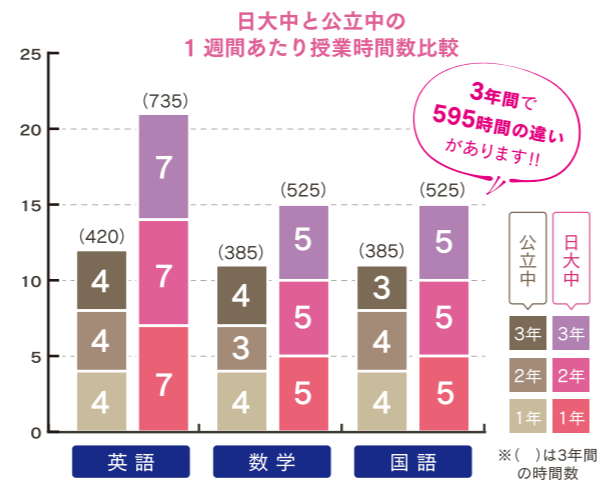 日大中と公立中の
1 週間あたり授業時間数比較
3年間で
595時間の違い
があります!!
25
20
15
10
5
0
(420)
4
4
4
(735)
7
7
7
(385)
4
3
4
(525)
5
5
5
(385)
3
4
4
(525)
5
5
5
英語
数学
国語
公立中
日大中
3年 3年
2年 2年
1年 1年
※( )は3年間
の時間数